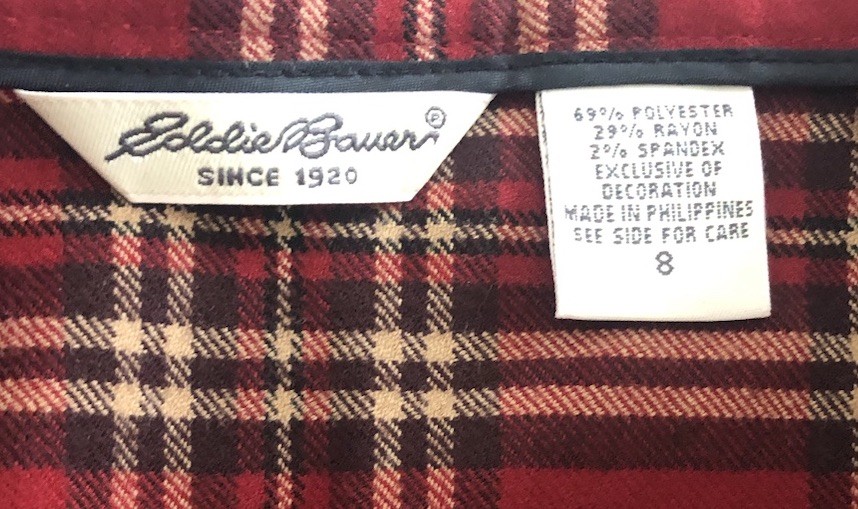 Eddie Bauer ®
SINCE 1920
69% POLYESTER
29% RAYON
2% SPANDEX
EXCLUSIVE OF
DECORATION
MADE IN PHILIPPINES
SEE SIDE FOR CARE
8